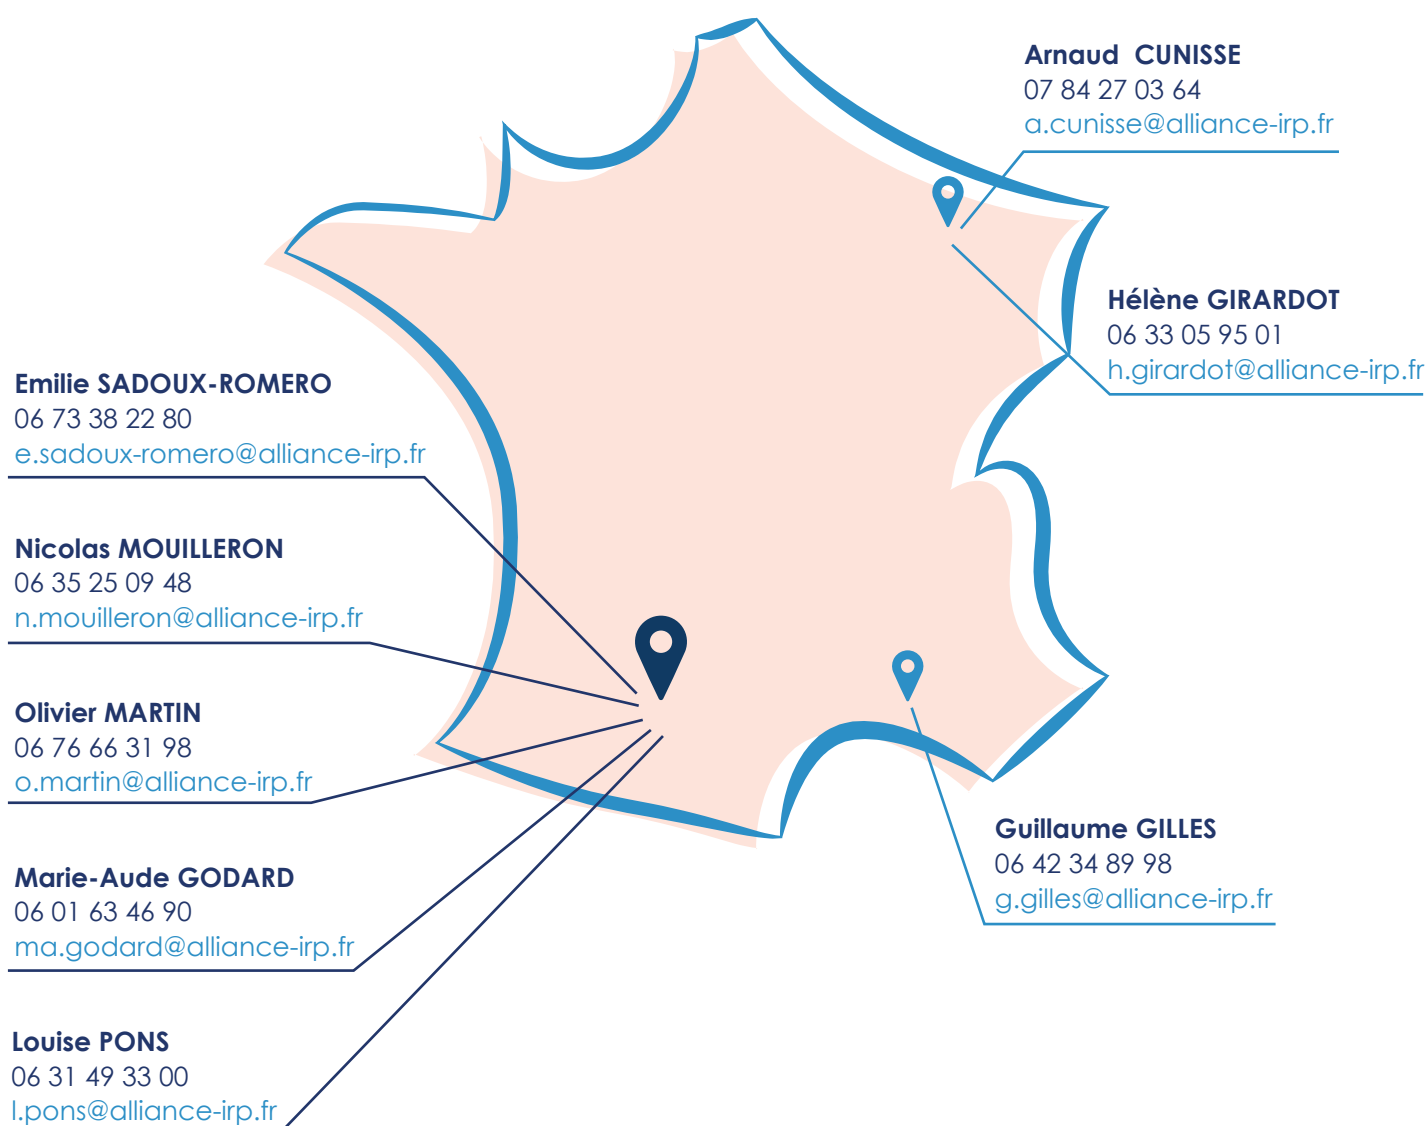 Arnaud  CUNISSE
07 84 27 03 64
a.cunisse@alliance-irp.fr
Hélène GIRARDOT
06 33 05 95 01
h.girardot@alliance-irp.fr
Emilie SADOUX-ROMERO
06 73 38 22 80
e.sadoux-romero@alliance-irp.fr
Nicolas MOUILLERON
06 35 25 09 48
n.mouilleron@alliance-irp.fr
Olivier MARTIN
06 76 66 31 98
o.martin@alliance-irp.fr
Guillaume GILLES
06 42 34 89 98
g.gilles@alliance-irp.fr
Marie-Aude GODARD
06 01 63 46 90
ma.godard@alliance-irp.fr
Louise PONS
06 31 49 33 00
l.pons@alliance-irp.fr